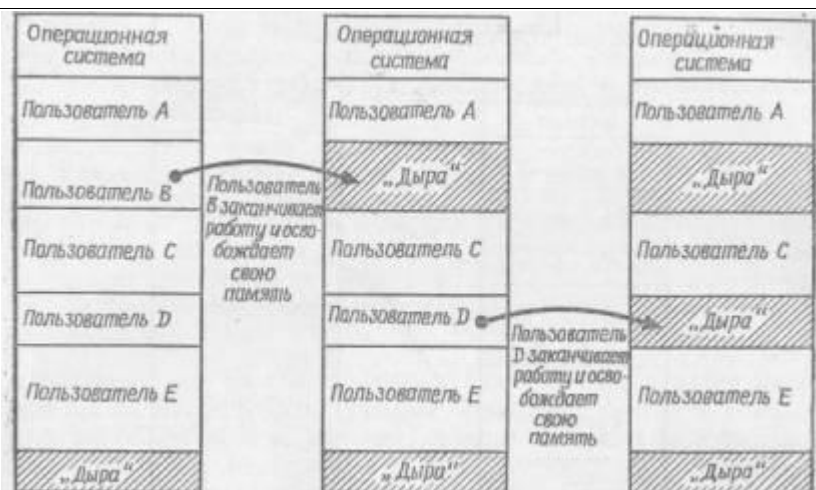 Операционная
система
Пользователь A
Пользователь B
Пользователь C
Пользователь D
Пользователь E
„Дыра“
Пользователь
B заканчивает
работу и осво-
бождает
свою
память
Операционная
система
Пользователь A
„Дыра“
Пользователь C
Пользователь D
Пользователь E
„Дыра“
Пользователь
D заканчивает
работу и осво-
бождает
свою
память
Операционная
система
Пользователь A
„Дыра“
Пользователь C
„Дыра“
Пользователь E
„Дыра“